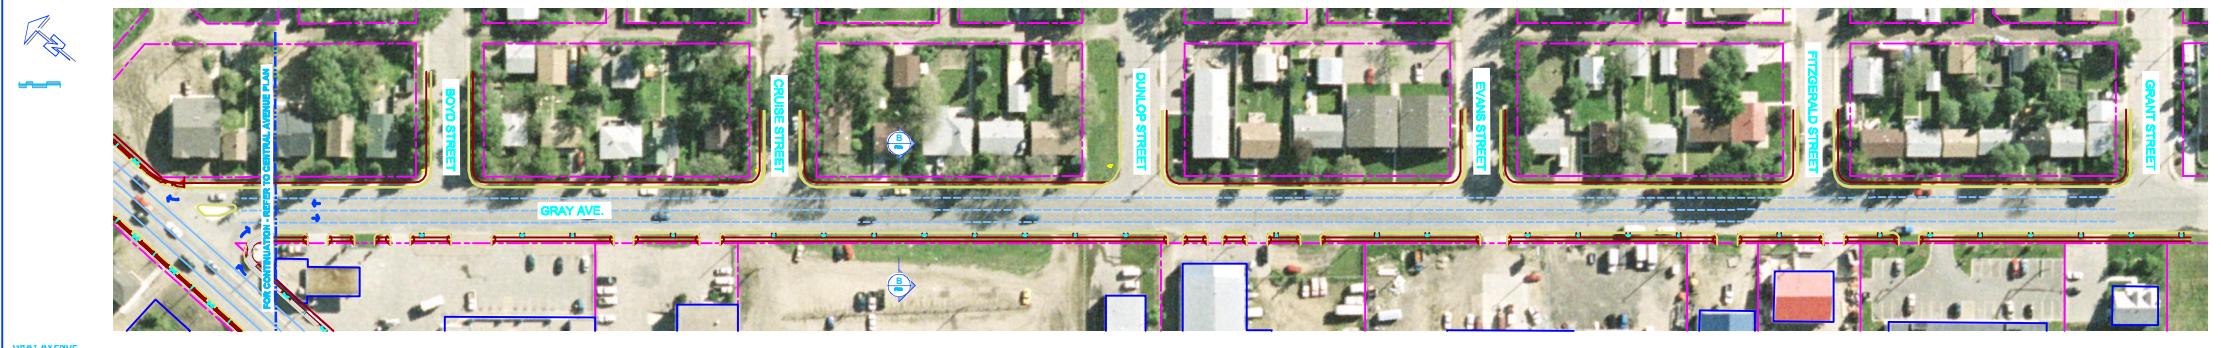 N
FOR CONTINUATION - REFER TO CENTRAL AVENUE PLAN
BOYD STREET
CRUISE STREET
DUNLOP STREET
EVANS STREET
FITZGERALD STREET
GRANT STREET
B
GRAY AVE.
B